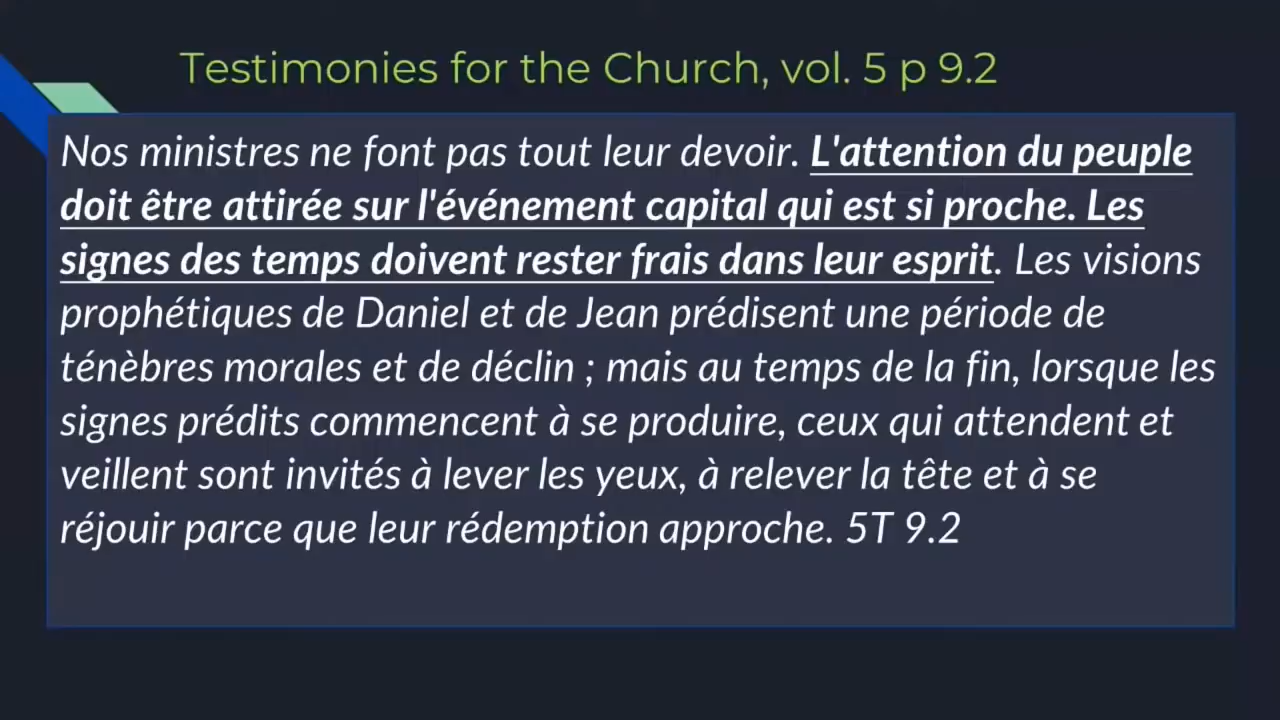 Testimonies for the Church, vol. 5 p 9.2
Nos ministres ne font pas tout leur devoir. L'attention du peuple
doit être attirée sur l'événement capital qui est si proche. Les
signes des temps doivent rester frais dans leur esprit. Les visions
prophétiques de Daniel et de Jean prédisent une période de
ténèbres morales et de déclin ; mais au temps de la fin, lorsque les
signes prédits commencent à se produire, ceux qui attendent et
veillent sont invités à lever les yeux, à relever la tête et à se
réjouir parce que leur rédemption approche. 5T 9.2